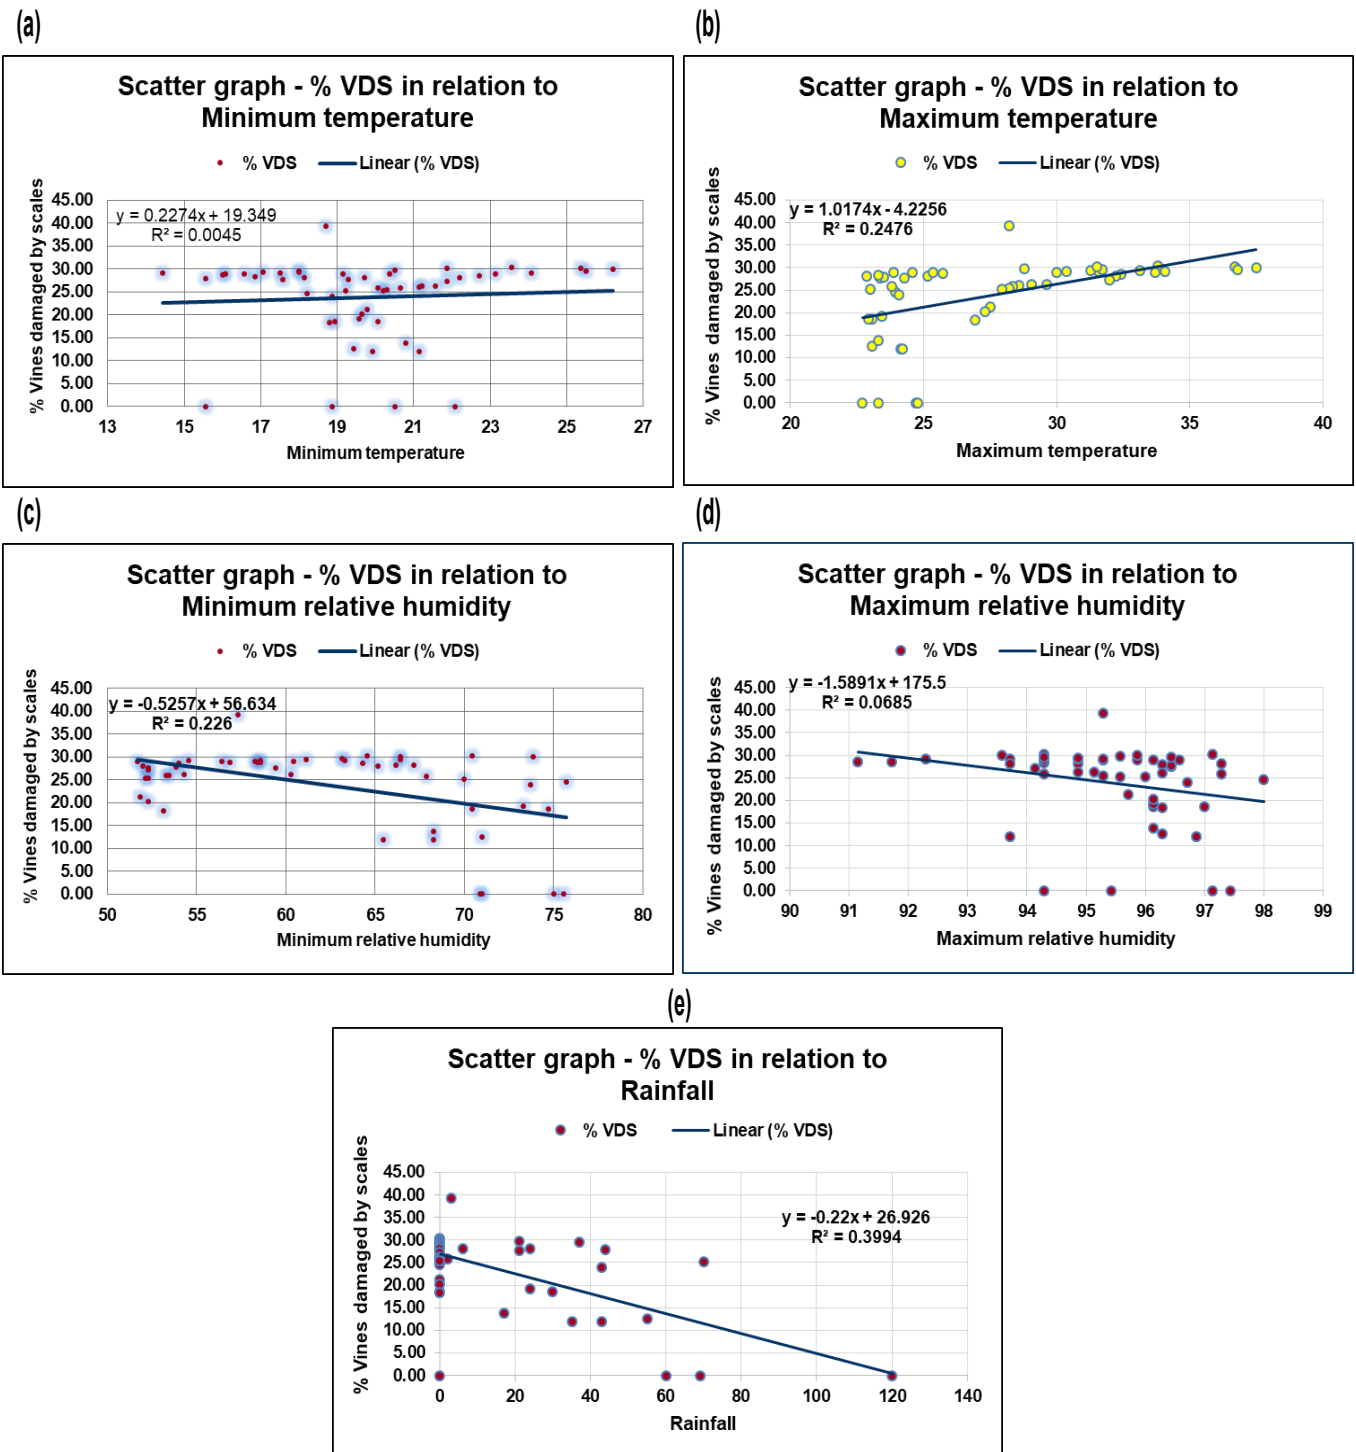 (a)
Scatter graph - % VDS in relation to
Minimum temperature
% VDS
Linear (% VDS)
% Vines damaged by scales
y = 0.2274x + 19.349
R² = 0.0045
45.00
40.00
35.00
30.00
25.00
20.00
15.00
10.00
5.00
0.00
13 15 17 19 21 23 25 27
Minimum temperature
(b)
Scatter graph - % VDS in relation to
Maximum temperature
% VDS
Linear (% VDS)
% Vines damaged by scales
y = 1.0174x - 4.2256
R² = 0.2476
45.00
40.00
35.00
30.00
25.00
20.00
15.00
10.00
5.00
0.00
20 25 30 35 40
Maximum temperature
(c)
Scatter graph - % VDS in relation to
Minimum relative humidity
% VDS
Linear (% VDS)
% Vines damaged by scales
y = -0.5257x + 56.634
R² = 0.226
45.00
40.00
35.00
30.00
25.00
20.00
15.00
10.00
5.00
0.00
50 55 60 65 70 75 80
Minimum relative humidity
(d)
Scatter graph - % VDS in relation to
Maximum relative humidity
% VDS
Linear (% VDS)
% Vines damaged by scales
y = -1.5891x + 175.5
R² = 0.0685
45.00
40.00
35.00
30.00
25.00
20.00
15.00
10.00
5.00
0.00
90 91 92 93 94 95 96 97 98 99
Maximum relative humidity
(e)
Scatter graph - % VDS in relation to
Rainfall
% VDS
Linear (% VDS)
% Vines damaged by scales
y = -0.22x + 26.926
R² = 0.3994
45.00
40.00
35.00
30.00
25.00
20.00
15.00
10.00
5.00
0.00
0 20 40 60 80 100 120 140
Rainfall